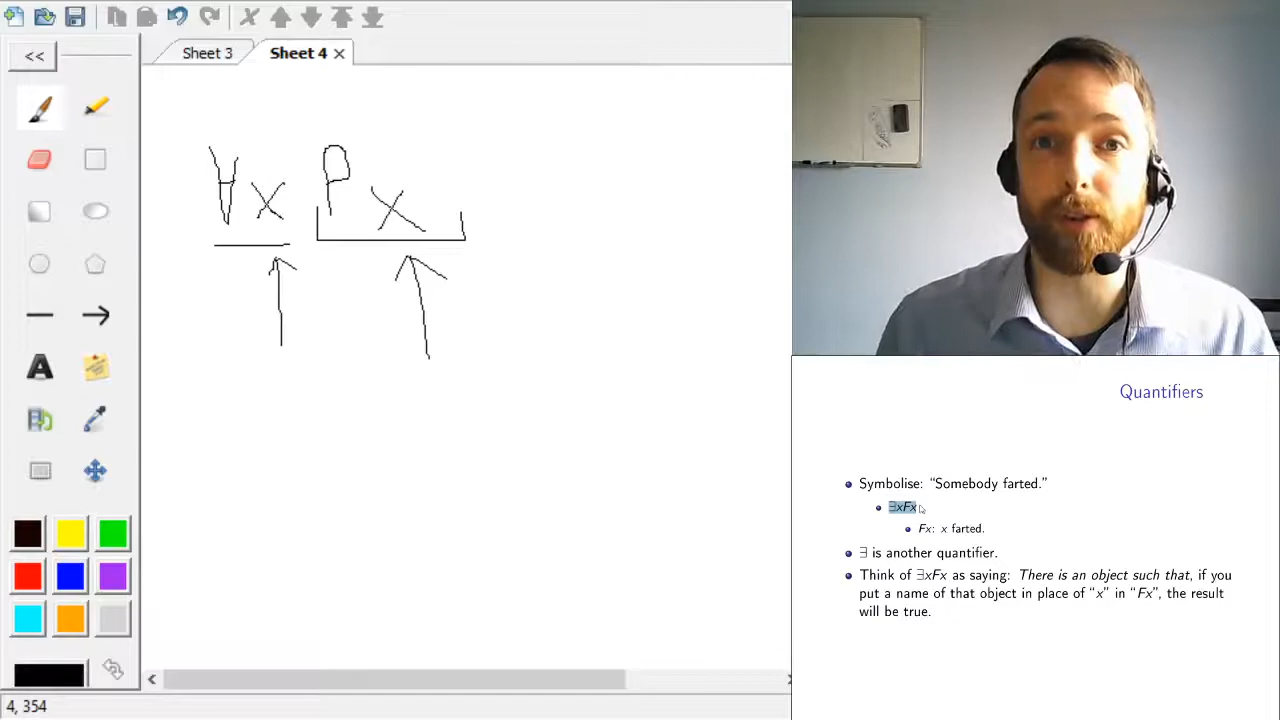 <<
Sheet 3
Sheet 4
∀x Px
A
4, 354
Quantifiers
Symbolise: “Somebody farted.”
∃xFx
Fx: x farted.
∃ is another quantifier.
Think of ∃xFx as saying: There is an object such that, if you
put a name of that object in place of “x” in “Fx”, the result
will be true.